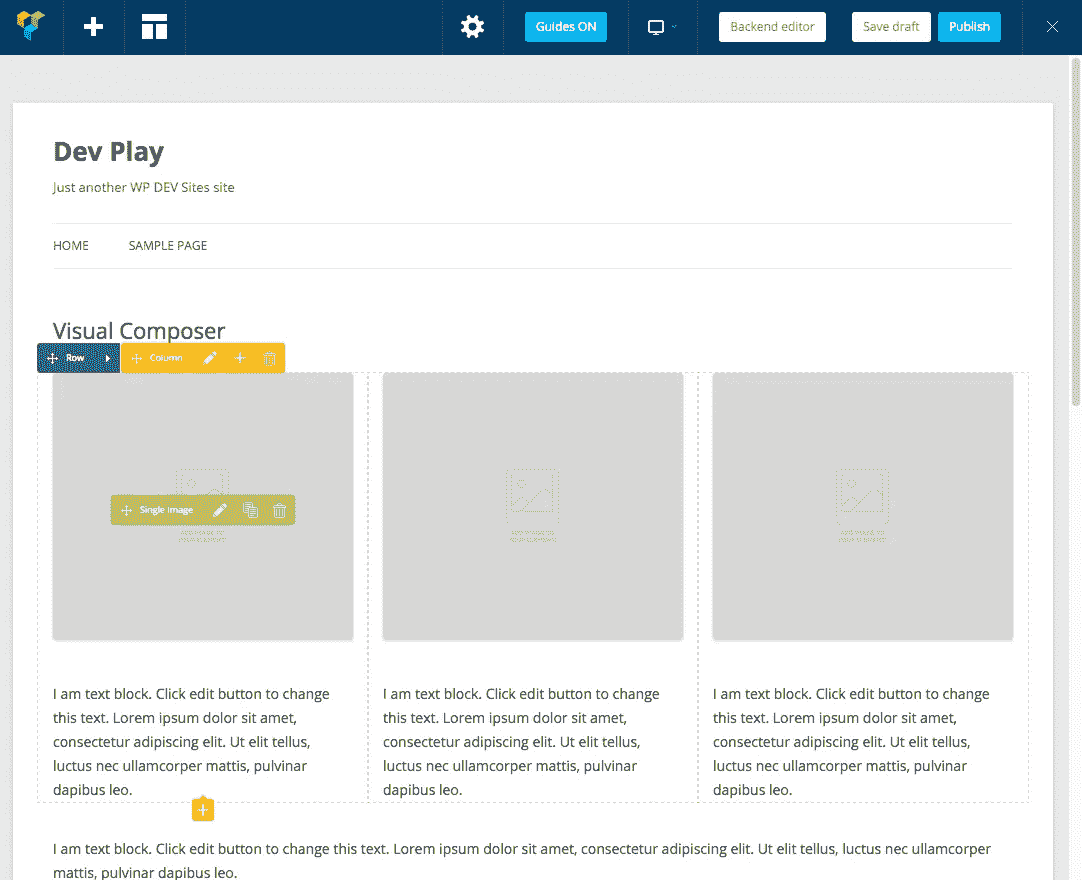 Guides ON
Backend editor
Save draft
Publish
Dev Play
Just another WP DEV Sites site
HOME
SAMPLE PAGE
Visual Composer
Row
Column
Single Image
I am text block. Click edit button to change
this text. Lorem ipsum dolor sit amet,
consectetur adipiscing elit. Ut elit tellus,
luctus nec ullamcorper mattis, pulvinar
dapibus leo.
I am text block. Click edit button to change
this text. Lorem ipsum dolor sit amet,
consectetur adipiscing elit. Ut elit tellus,
luctus nec ullamcorper mattis, pulvinar
dapibus leo.
I am text block. Click edit button to change
this text. Lorem ipsum dolor sit amet,
consectetur adipiscing elit. Ut elit tellus,
luctus nec ullamcorper mattis, pulvinar
dapibus leo.
I am text block. Click edit button to change this text. Lorem ipsum dolor sit amet, consectetur adipiscing elit. Ut elit tellus, luctus nec ullamcorper
mattis, pulvinar dapibus leo.